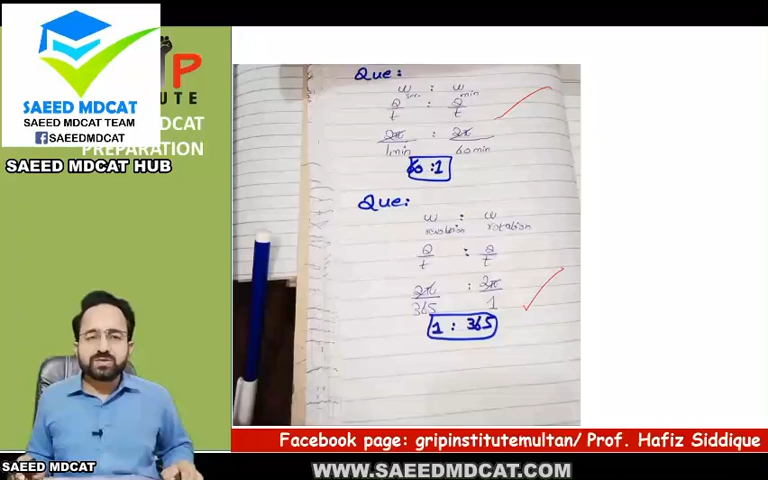 SAEED MDCAT
SAEED MDCAT TEAM
SAEEDMDCAT
P
UTE
DCAT
PREPARATION
SAEED MDCAT HUB
Que:
ω : ω
sec min
θ : θ
t t
2π : 2π
1min 60min
60 :1
Que:
ω : ω
revolution rotation
θ : θ
t t
2π : 2π
365 1
1 : 365
Facebook page: gripinstitutemultan/ Prof. Hafiz Siddique
SAEED MDCAT
WWW.SAEEDMDCAT.COM